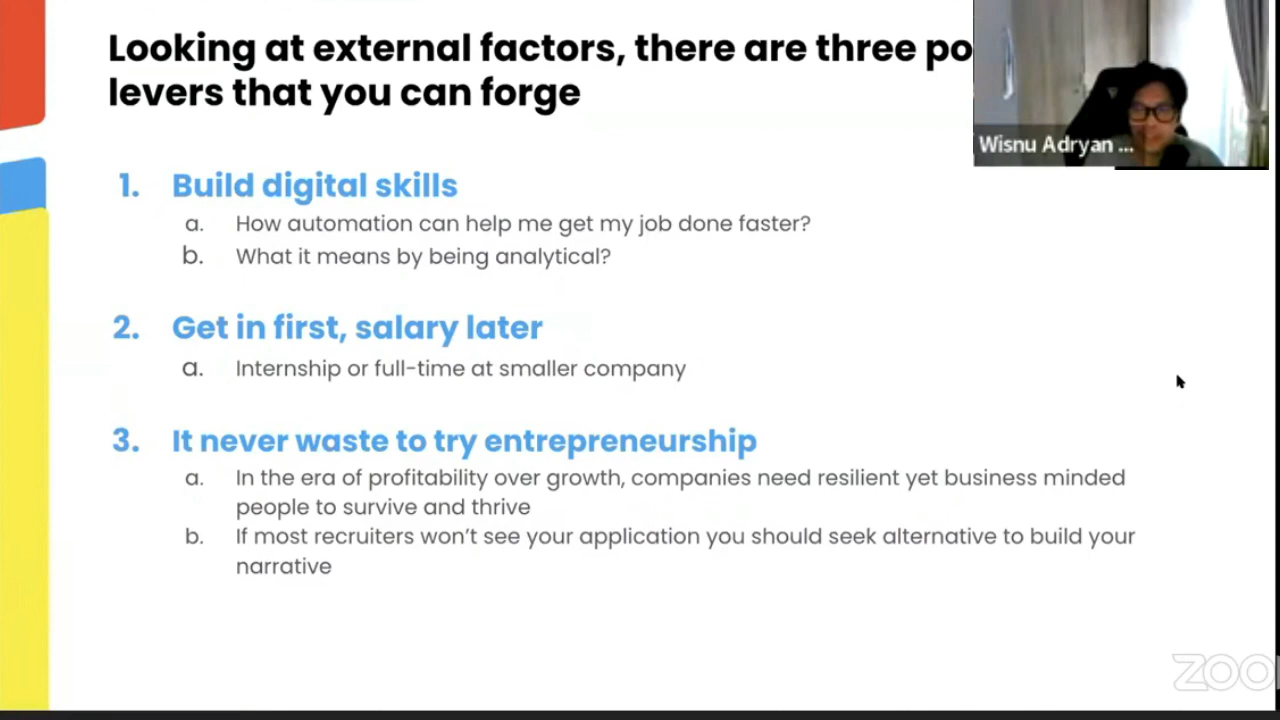 Looking at external factors, there are three
levers that you can forge
Wisnu Adryan ...
1. Build digital skills
a. How automation can help me get my job done faster?
b. What it means by being analytical?
2. Get in first, salary later
a. Internship or full-time at smaller company
3. It never waste to try entrepreneurship
a. In the era of profitability over growth, companies need resilient yet business minded
people to survive and thrive
b. If most recruiters won't see your application you should seek alternative to build your
narrative